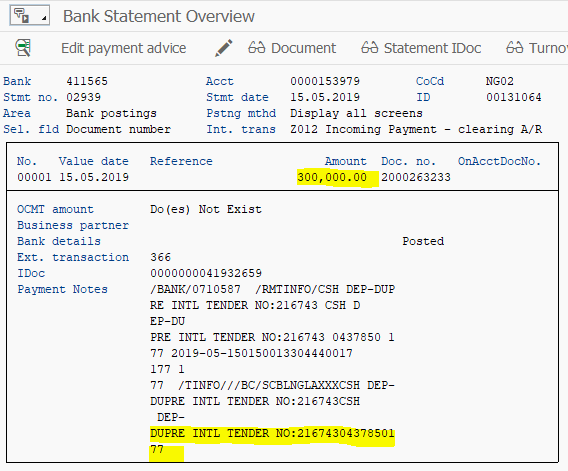 Bank Statement Overview
Edit payment advice Document Statement IDoc Turnov
Bank 411565 Acct 0000153979 CoCd NG02
Stmt no. 02939 Stmt date 15.05.2019 ID 00131064
Area Bank postings Pstng mthd Display all screens
Sel. fld Document number Int. trans Z012 Incoming Payment - clearing A/R
No. Value date Reference Amount Doc. no. OnAcctDocNo.
00001 15.05.2019 300,000.00 2000263233
OCMT amount Do(es) Not Exist
Business partner
Bank details Posted
Ext. transaction 366
IDoc 0000000041932659
Payment Notes /BANK/0710587 /RMTINFO/CSH DEP-DUP
RE INTL TENDER NO:216743 CSH D
EP-DU
PRE INTL TENDER NO:216743 0437850 1
77 2019-05-150150013304440017
177 1
77 /TINFO///BC/SCBLNGLAXXXCSH DEP-
DUPRE INTL TENDER NO:216743CSH
DEP-
DUPRE INTL TENDER NO:21674304378501
77